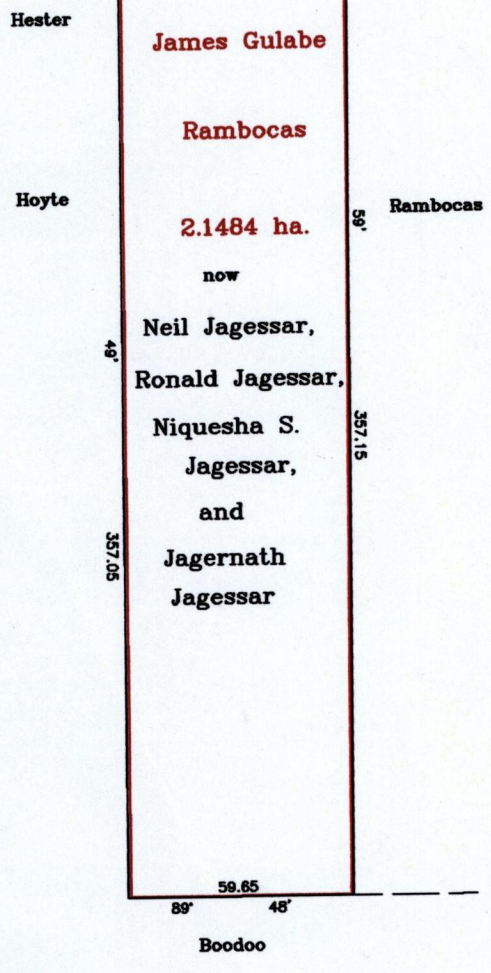 Hester
James Gulabe
Rambocas
Hoyte
Rambocas
59'
2.1484 ha.
now
Neil Jagessar,
49'
Ronald Jagessar,
357.15
Niquesha S.
Jagessar,
and
357.05
Jagernath
Jagessar
59.65
89° 48'
Boodoo